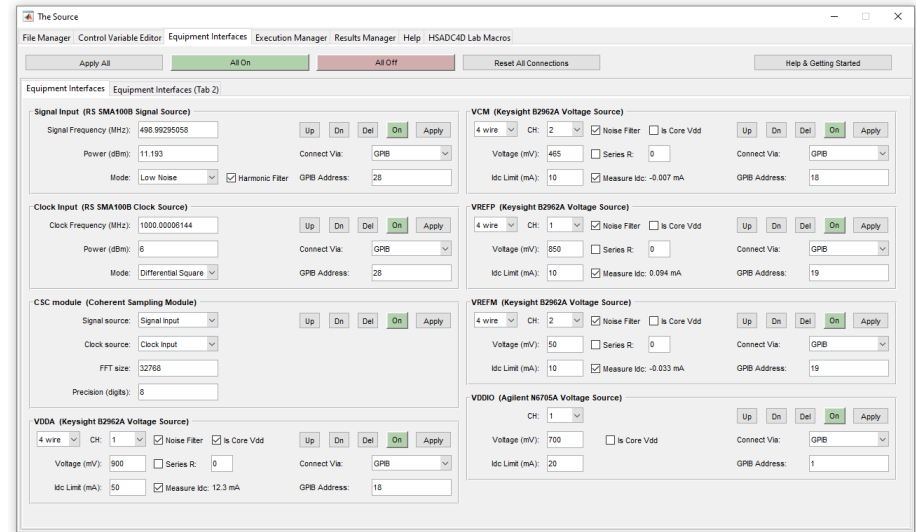 The Source
File Manager Control Variable Editor Equipment Interfaces Execution Manager Results Manager Help HSADC4D Lab Macros
Apply All All On All Off Reset All Connections Help & Getting Started
Equipment Interfaces Equipment Interfaces (Tab 2)
Signal Input (RS SMA100B Signal Source)
Signal Frequency (MHz): 498.99295058 Up Dn Del On Apply
Power (dBm): 11.193 Connect Via: GPIB
Mode: Low Noise Harmonic Filter GPIB Address: 28
Clock Input (RS SMA100B Clock Source)
Clock Frequency (MHz): 1000.00006144 Up Dn Del On Apply
Power (dBm): 6 Connect Via: GPIB
Mode: Differential Square GPIB Address: 28
CSC module (Coherent Sampling Module)
Signal source: Signal Input Up Dn Del On Apply
Clock source: Clock Input
FFT size: 32768
Precision (digits): 8
VDDA (Keysight B2962A Voltage Source)
4 wire CH: 1 Noise Filter Is Core Vdd Up Dn Del On Apply
Voltage (mV): 900 Series R: 0 Connect Via: GPIB
Idc Limit (mA): 50 Measure Idc: 12.3 mA GPIB Address: 18
VCM (Keysight B2962A Voltage Source)
4 wire CH: 2 Noise Filter Is Core Vdd Up Dn Del On Apply
Voltage (mV): 465 Series R: 0 Connect Via: GPIB
Idc Limit (mA): 10 Measure Idc: -0.007 mA GPIB Address: 18
VREFP (Keysight B2962A Voltage Source)
4 wire CH: 1 Noise Filter Is Core Vdd Up Dn Del On Apply
Voltage (mV): 850 Series R: 0 Connect Via: GPIB
Idc Limit (mA): 10 Measure Idc: 0.094 mA GPIB Address: 19
VREFM (Keysight B2962A Voltage Source)
4 wire CH: 2 Noise Filter Is Core Vdd Up Dn Del On Apply
Voltage (mV): 50 Series R: 0 Connect Via: GPIB
Idc Limit (mA): 10 Measure Idc: -0.033 mA GPIB Address: 19
VDDIO (Agilent N6705A Voltage Source)
CH: 1 Up Dn Del On Apply
Voltage (mV): 700 Is Core Vdd Connect Via: GPIB
Idc Limit (mA): 20 GPIB Address: 1